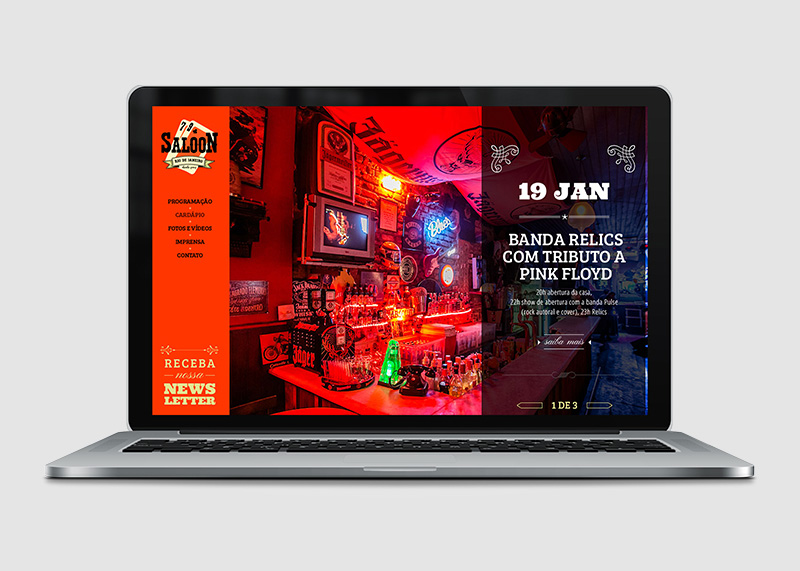 79
SALOON
RIO DE JANEIRO
PROGRAMAÇÃO
CARDÁPIO
FOTOS E VÍDEOS
IMPRENSA
CONTATO
RECEBA
nossa
NEWS
LETTER
19 JAN
BANDA RELICS
COM TRIBUTO A
PINK FLOYD
20h abertura da casa,
22h show de abertura com a banda Pulse
(rock autoral e cover), 23h Relics
saiba mais
1 DE 3